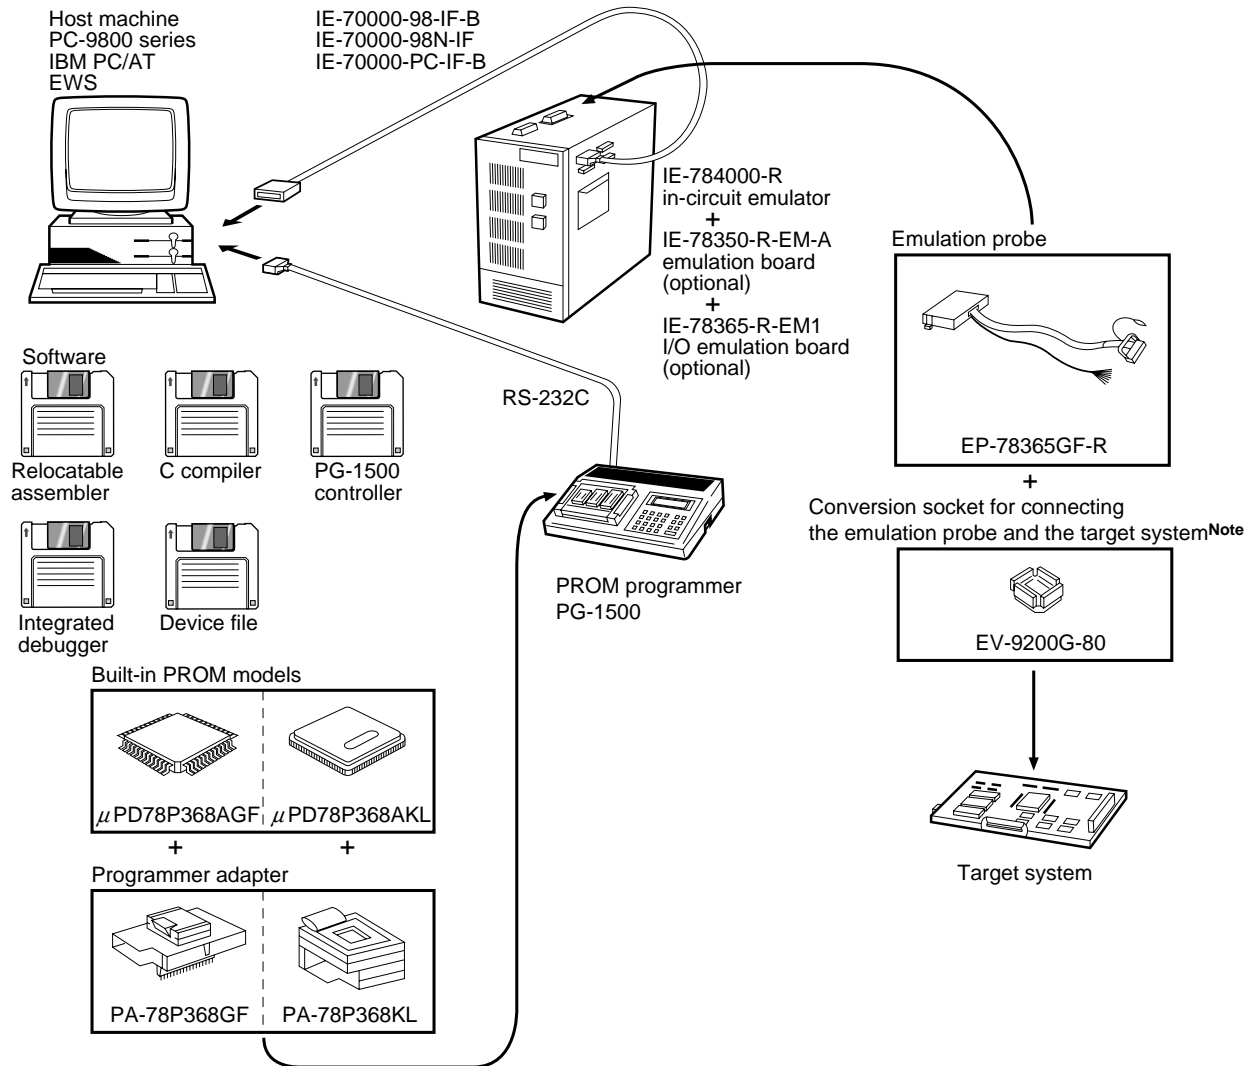 Host machine
PC-9800 series
IBM PC/AT
EWS
IE-70000-98-IF-B
IE-70000-98N-IF
IE-70000-PC-IF-B
IE-784000-R
in-circuit emulator
+
IE-78350-R-EM-A
emulation board
(optional)
+
IE-78365-R-EM1
I/O emulation board
(optional)
Emulation probe
EP-78365GF-R
+
Conversion socket for connecting
the emulation probe and the target systemNote
EV-9200G-80
Target system
Software
Relocatable
assembler
C compiler
PG-1500
controller
Integrated
debugger
Device file
RS-232C
PROM programmer
PG-1500
Built-in PROM models
μPD78P368AGF
μPD78P368AKL
+
+
Programmer adapter
PA-78P368GF
PA-78P368KL